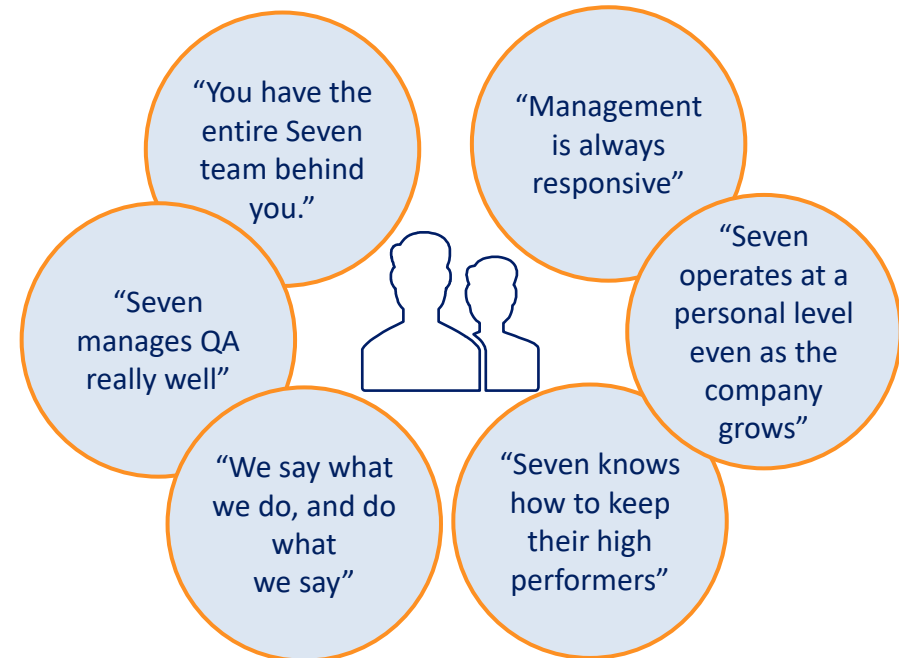 “You have the
entire Seven
team behind
you.”
“Management
is always
responsive”
“Seven
operates at a
personal level
even as the
company
grows”
“Seven
manages QA
really well”
“We say what
we do, and do
what
we say”
“Seven knows
how to keep
their high
performers”